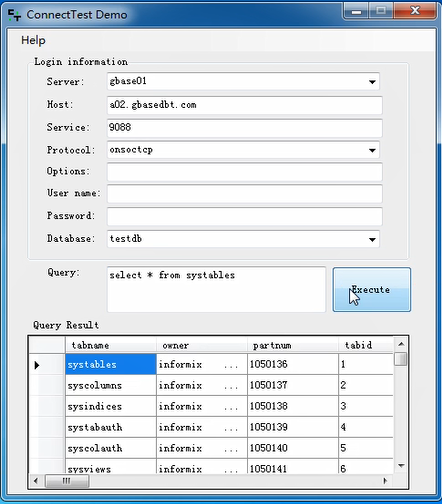 ConnectTest Demo
Help
Login information
Server: gbase01
Host: a02.gbasedbt.com
Service: 9088
Protocol: onsoctcp
Options:
User name:
Password:
Database: testdb
Query: select * from systables
Execute
Query Result
tabname owner partnum tabid
systables informix ... 1050136 1
syscolumns informix ... 1050137 2
sysindices informix ... 1050138 3
systabauth informix ... 1050139 4
syscolauth informix ... 1050140 5
sysviews informix ... 1050141 6